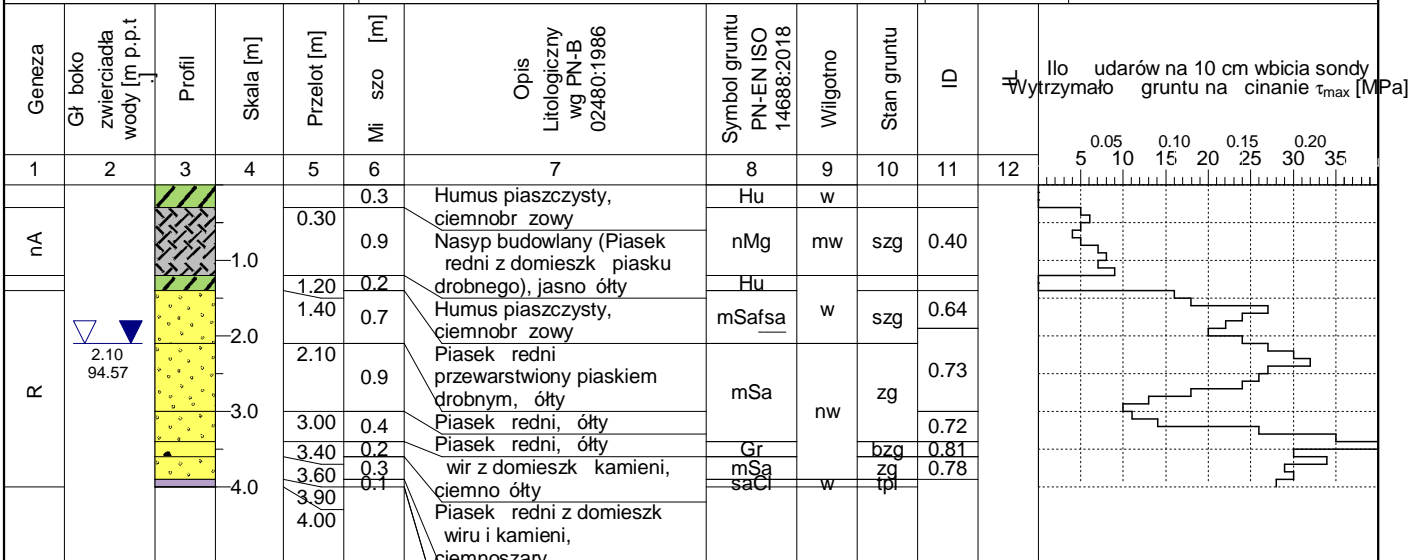 Geneza
Gł boko
zwierciadła
wody [m p.p.t
.]
Profil
Skala [m]
Przelot [m]
Mi szo [m]
Opis
Litologiczny
wg PN-B
02480:1986
Symbol gruntu
PN-EN ISO
14688:2018
Wilgotno
Stan gruntu
ID
IL
Ilo udarów na 10 cm wbicia sondy
Wytrzymało gruntu na cinanie τmax [MPa]
0.05 0.10 0.15 0.20
5 10 15 20 25 30 35
1 2 3 4 5 6 7 8 9 10 11 12
nA
R
2.10
94.57
1.0
2.0
3.0
4.0
0.30
1.20
1.40
2.10
3.00
3.40
3.60
3.90
4.00
0.3
0.9
0.2
0.7
0.9
0.4
0.2
0.3
0.1
Humus piaszczysty,
ciemnobr zowy
Nasyp budowlany (Piasek
redni z domieszk piasku
drobnego), jasno ółty
Humus piaszczysty,
ciemnobr zowy
Piasek redni
przewarstwiony piaskiem
drobnym, ółty
Piasek redni, ółty
Piasek redni, ółty
wir z domieszk kamieni,
ciemno ółty
Piasek redni z domieszk
wiru i kamieni,
ciemnoszary
Hu
nMg
Hu
mSafsa
mSa
Gr
mSa
saCl
w
mw
w
nw
w
szg
szg
zg
bzg
zg
tpl
0.40
0.64
0.73
0.72
0.81
0.78